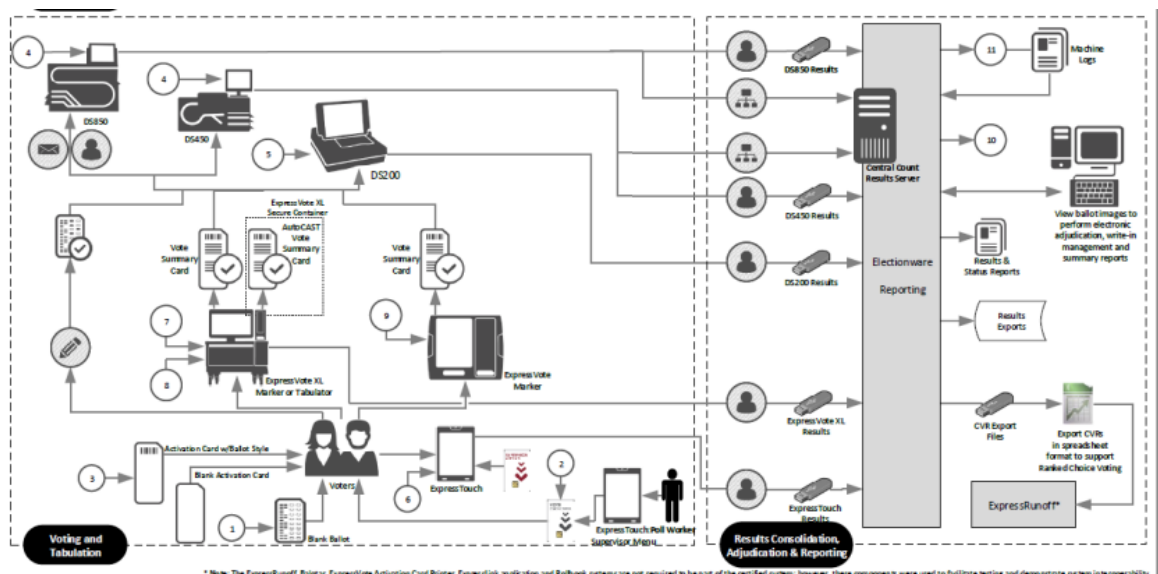 4
DS850
4
DS450
5
DS200
ExpressVote XL
Secure Container
AutoCAST
Vote
Summary
Card
Vote
Summary
Card
Vote
Summary
Card
7
8
9
ExpressVote XL
Marker or Tabulator
ExpressVote
Marker
Activation Card w/Ballot Style
Blank Activation Card
3
1
Blank Ballot
Voters
ExpressTouch
6
2
ExpressTouch
Supervisor Menu
Poll Worker
Voting and
Tabulation
DS850 Results
Central Count
Results Server
DS450 Results
DS200 Results
Electionware
Reporting
ExpressVote XL
Results
ExpressTouch
Results
11
Machine
Logs
10
View ballot images to
perform electronic
adjudication, write-in
management and
summary reports
Results &
Status Reports
Results
Exports
CVR Export
Files
Export CVRs
in spreadsheet
format to support
Ranked Choice Voting
ExpressRunoff*
Results Consolidation,
Adjudication & Reporting